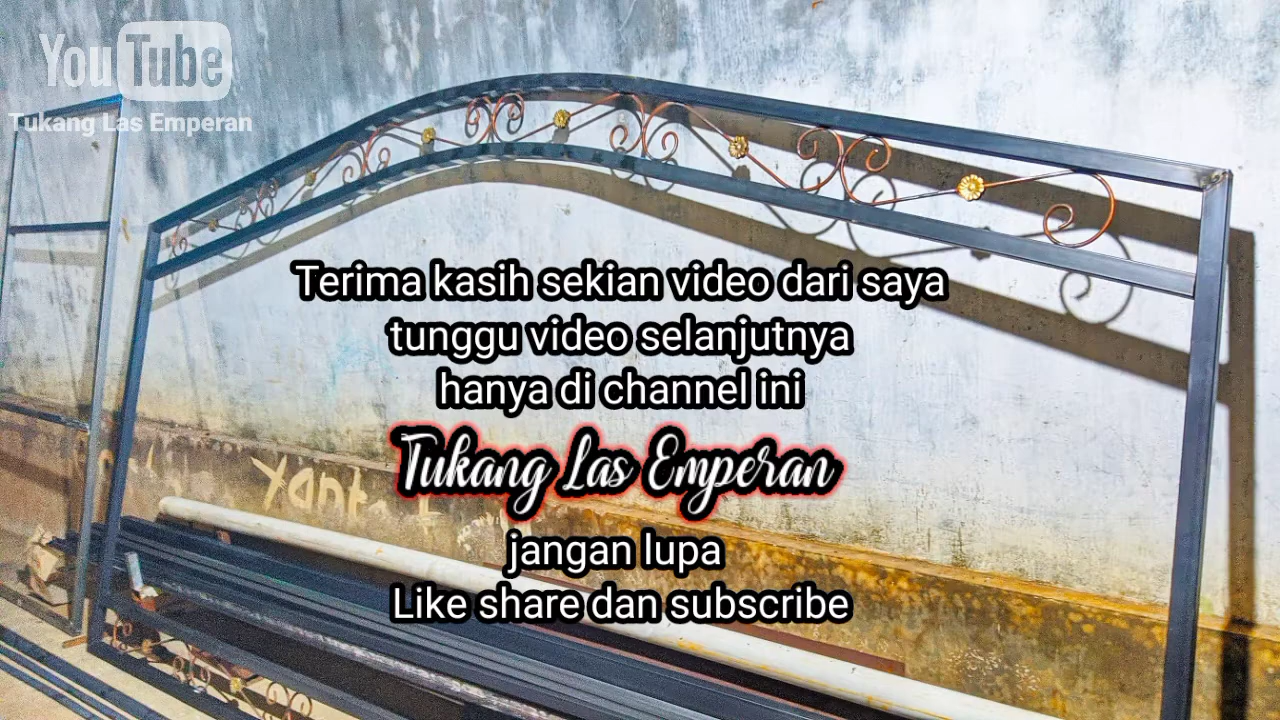 YouTube
Tukang Las Emperan
Terima kasih sekian video dari saya
tunggu video selanjutnya
hanya di channel ini
Tukang Las Emperan
jangan lupa
Like share dan subscribe